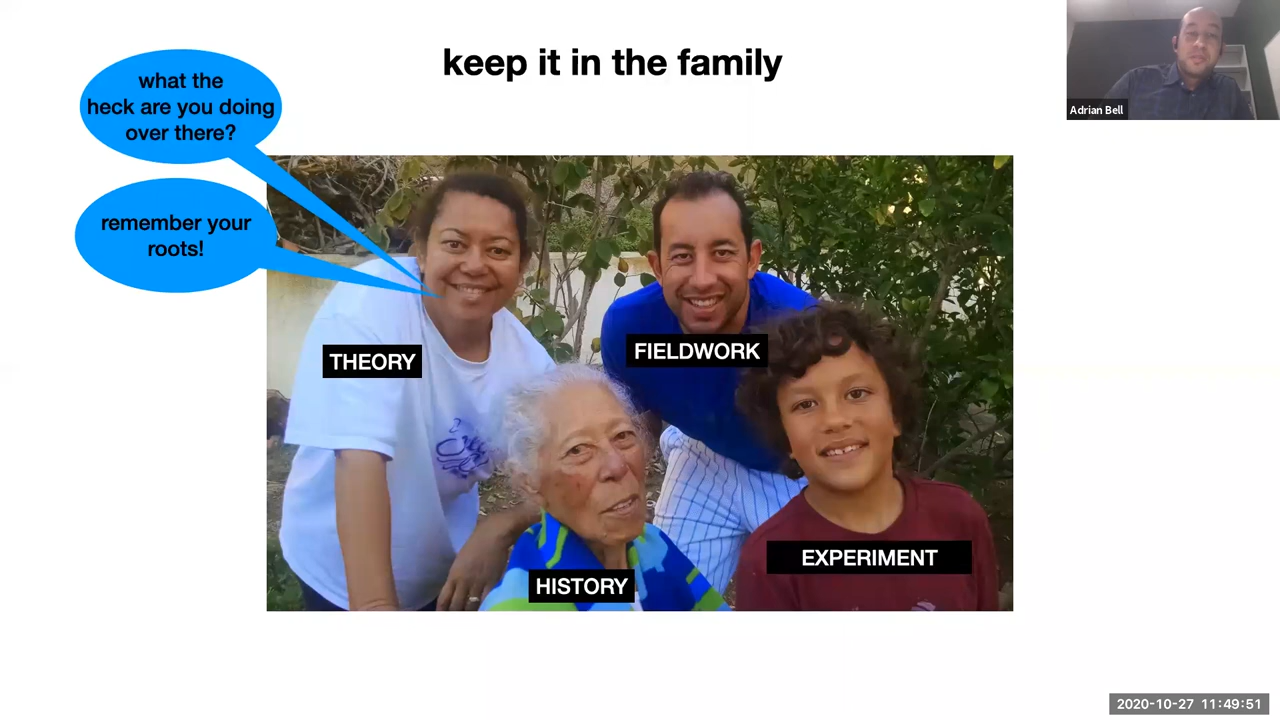 keep it in the family
what the
heck are you doing
over there?
remember your
roots!
Adrian Bell
THEORY
FIELDWORK
HISTORY
EXPERIMENT
2020-10-27 11:49:51